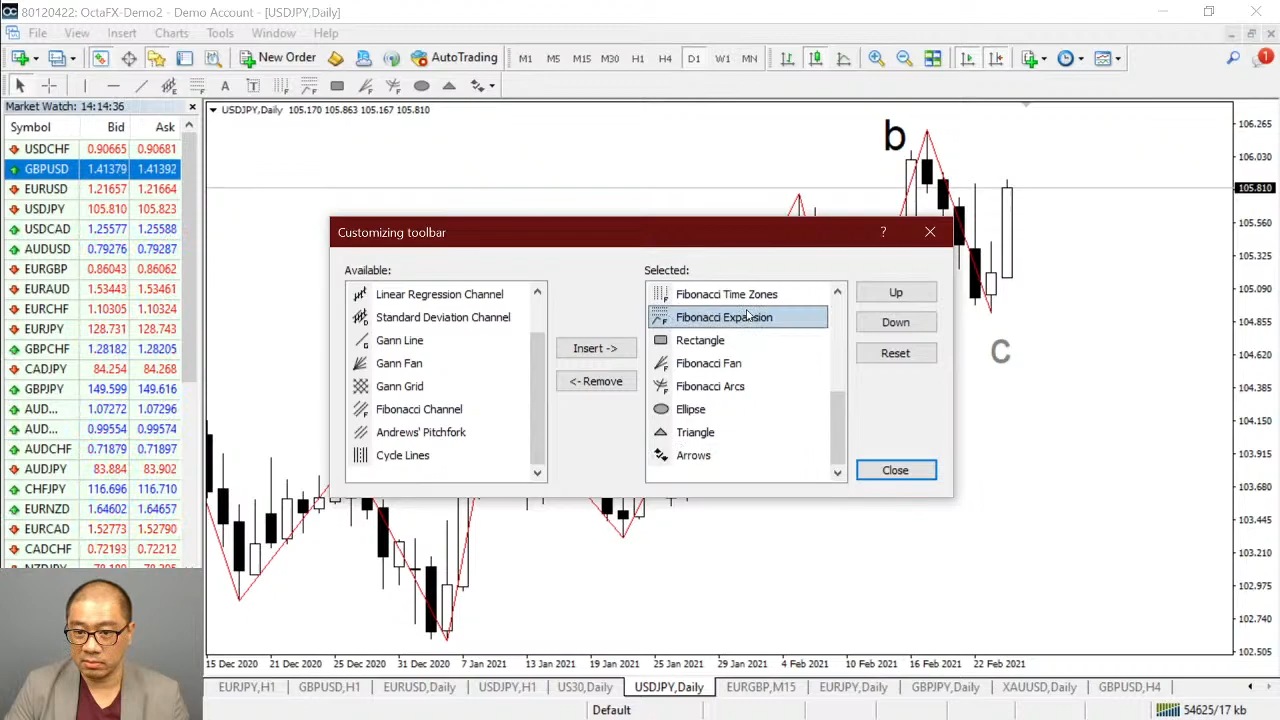 80120422: OctaFX-Demo2 - Demo Account - [USDJPY,Daily]
File View Insert Charts Tools Window Help
New Order AutoTrading M1 M5 M15 M30 H1 H4 D1 W1 MN 1
A T
Market Watch: 14:14:36
Symbol Bid Ask
USDCHF 0.90665 0.90681
GBPUSD 1.41379 1.41392
EURUSD 1.21657 1.21664
USDJPY 105.810 105.823
USDCAD 1.25577 1.25588
AUDUSD 0.79276 0.79287
EURGBP 0.86043 0.86062
EURAUD 1.53443 1.53451
EURCHF 1.10305 1.10324
EURJPY 128.731 128.743
GBPCHF 1.28182 1.28205
CADJPY 84.254 84.268
GBPJPY 149.599 149.616
AUD... 1.07272 1.07296
AUD... 0.99554 0.99574
AUDCHF 0.71879 0.71897
AUDJPY 83.884 83.902
CHFJPY 116.696 116.710
EURNZD 1.64602 1.64657
EURCAD 1.52773 1.52790
CADCHF 0.72193 0.72212
USDJPY,Daily 105.170 105.863 105.167 105.810
b
c
Customizing toolbar ?
Available:
Linear Regression Channel
Standard Deviation Channel
Gann Line
Gann Fan
Gann Grid
Fibonacci Channel
Andrews' Pitchfork
Cycle Lines
Insert ->
<- Remove
Selected:
Fibonacci Time Zones
Fibonacci Expansion
Rectangle
Fibonacci Fan
Fibonacci Arcs
Ellipse
Triangle
Arrows
Up
Down
Reset
Close
106.265
106.030
105.810
105.560
105.325
105.090
104.855
104.620
104.385
104.150
103.915
103.680
103.445
103.210
102.975
102.740
102.505
15 Dec 2020 21 Dec 2020 25 Dec 2020 31 Dec 2020 7 Jan 2021 13 Jan 2021 19 Jan 2021 25 Jan 2021 29 Jan 2021 4 Feb 2021 10 Feb 2021 16 Feb 2021 22 Feb 2021
EURJPY,H1 GBPUSD,H1 EURUSD,Daily USDJPY,H1 US30,Daily USDJPY,Daily EURGBP,M15 EURJPY,Daily GBPJPY,Daily XAUUSD,Daily GBPUSD,H4
Default 54625/17 kb